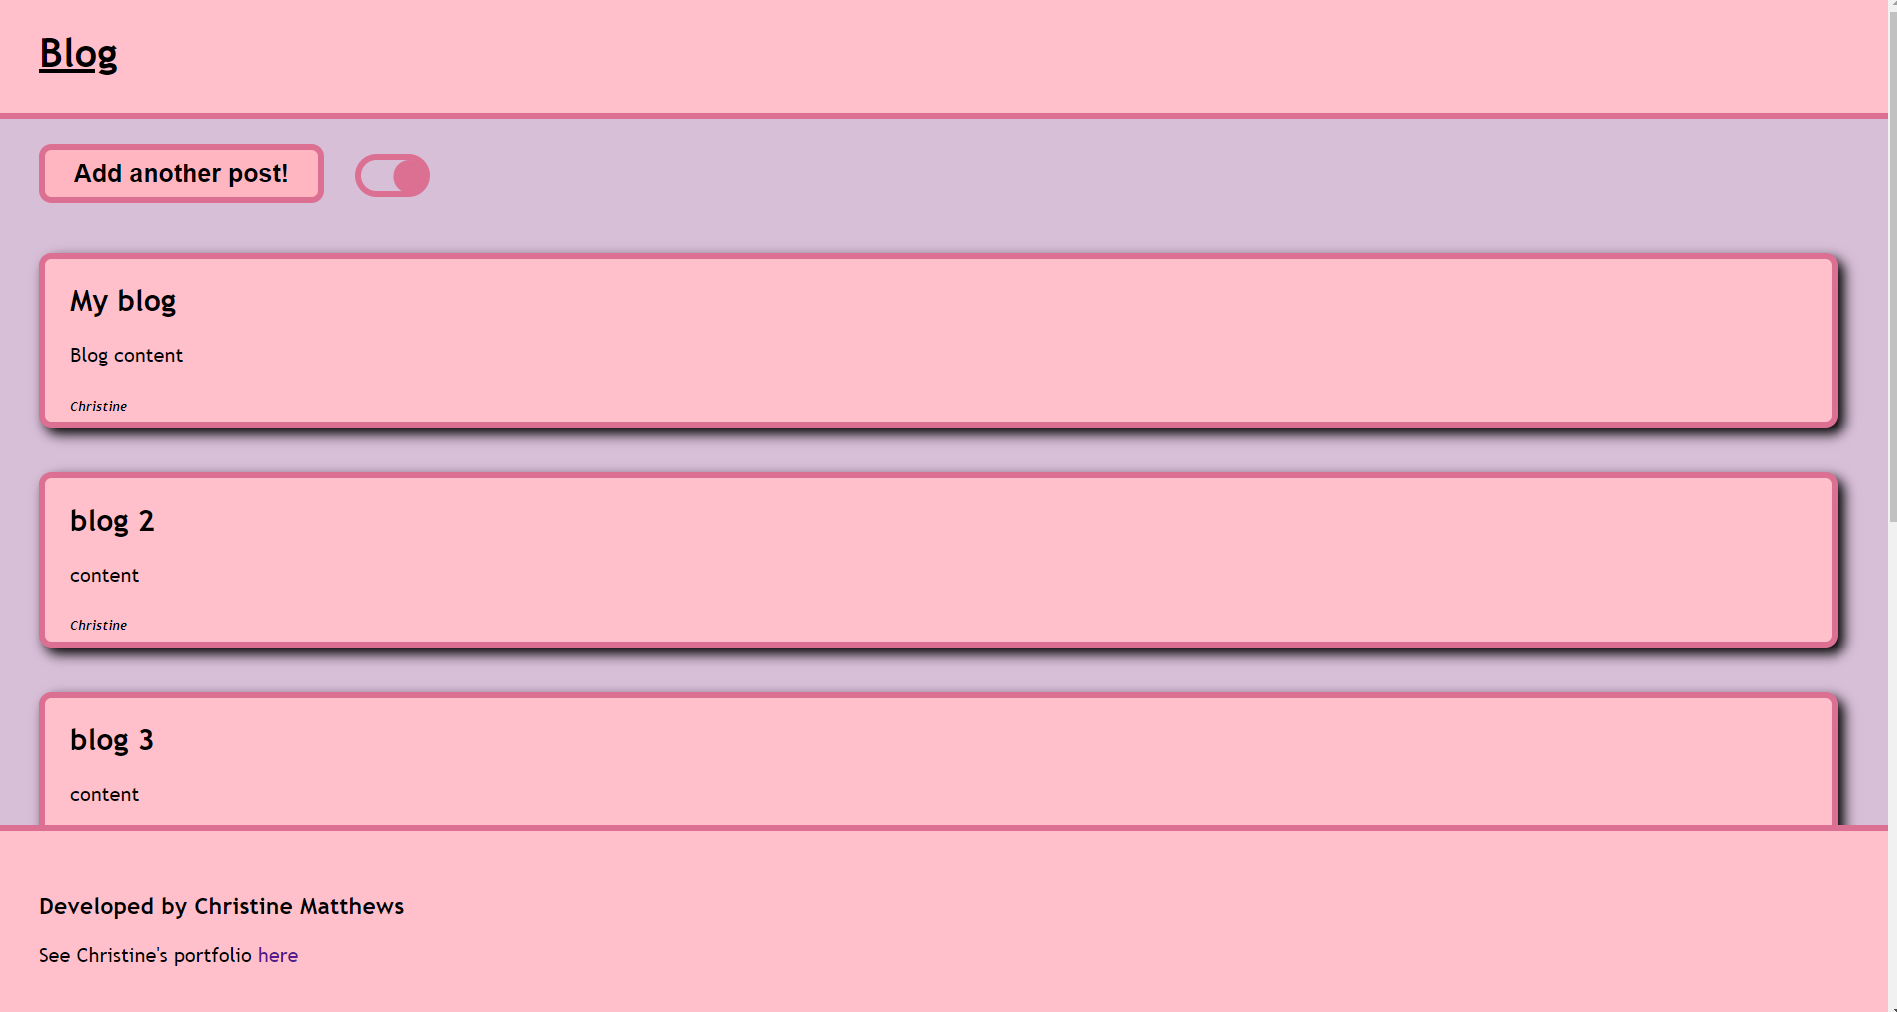 Blog
Add another post!
My blog
Blog content
Christine
blog 2
content
Christine
blog 3
content
Developed by Christine Matthews
See Christine's portfolio here